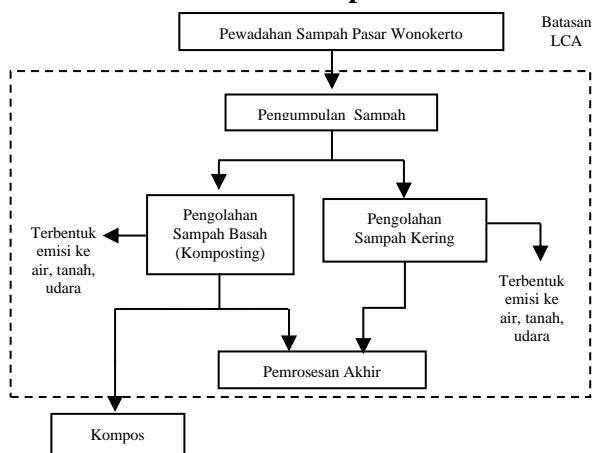 Pewadahan Sampah Pasar Wonokerto
Batasan
LCA
Pengumpulan Sampah
Pengolahan
Sampah Basah
(Komposting)
Pengolahan
Sampah Kering
Terbentuk
emisi ke
air, tanah,
udara
Terbentuk
emisi ke
air, tanah,
udara
Pemrosesan Akhir
Kompos